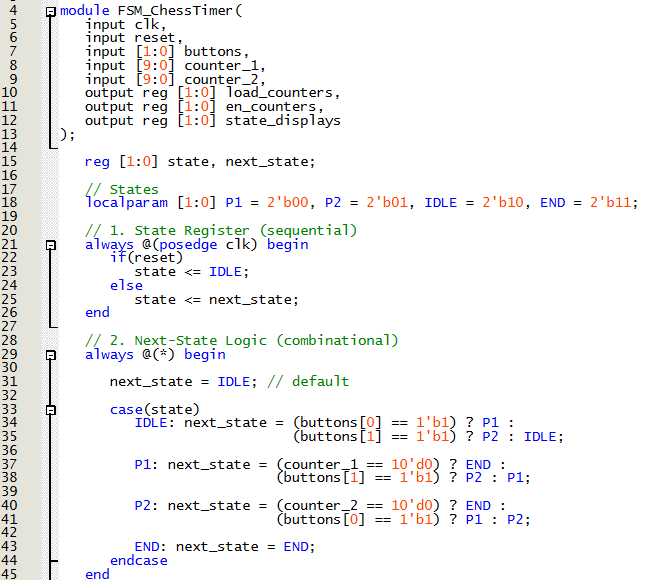 4 module FSM_ChessTimer(
5 input clk,
6 input reset,
7 input [1:0] buttons,
8 input [9:0] counter_1,
9 input [9:0] counter_2,
10 output reg [1:0] load_counters,
11 output reg [1:0] en_counters,
12 output reg [1:0] state_displays
13 );
14
15 reg [1:0] state, next_state;
16
17 // States
18 localparam [1:0] P1 = 2'b00, P2 = 2'b01, IDLE = 2'b10, END = 2'b11;
19
20 // 1. State Register (sequential)
21 always @(posedge clk) begin
22 if(reset)
23 state <= IDLE;
24 else
25 state <= next_state;
26 end
27
28 // 2. Next-State Logic (combinational)
29 always @(*) begin
30
31 next_state = IDLE; // default
32
33 case(state)
34 IDLE: next_state = (buttons[0] == 1'b1) ? P1 :
35 (buttons[1] == 1'b1) ? P2 : IDLE;
36
37 P1: next_state = (counter_1 == 10'd0) ? END :
38 (buttons[1] == 1'b1) ? P2 : P1;
39
40 P2: next_state = (counter_2 == 10'd0) ? END :
41 (buttons[0] == 1'b1) ? P1 : P2;
42
43 END: next_state = END;
44 endcase
45 end